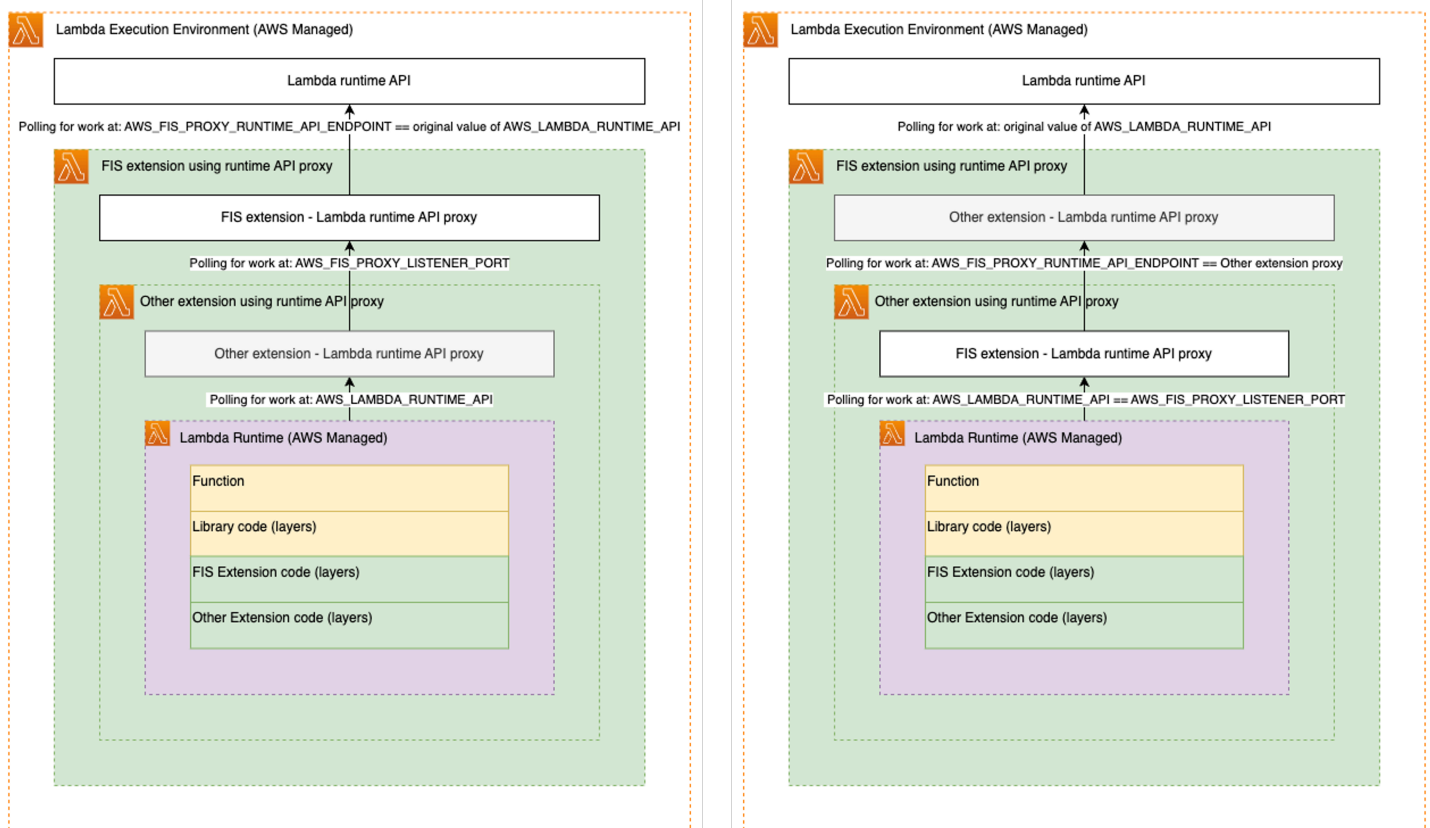 Lambda Execution Environment (AWS Managed)
Lambda runtime API
Polling for work at: AWS_FIS_PROXY_RUNTIME_API_ENDPOINT == original value of AWS_LAMBDA_RUNTIME_API
FIS extension using runtime API proxy
FIS extension - Lambda runtime API proxy
Polling for work at: AWS_FIS_PROXY_LISTENER_PORT
Other extension using runtime API proxy
Other extension - Lambda runtime API proxy
Polling for work at: AWS_LAMBDA_RUNTIME_API
Lambda Runtime (AWS Managed)
Function
Library code (layers)
FIS Extension code (layers)
Other Extension code (layers)
Lambda Execution Environment (AWS Managed)
Lambda runtime API
Polling for work at: original value of AWS_LAMBDA_RUNTIME_API
FIS extension using runtime API proxy
Other extension - Lambda runtime API proxy
Polling for work at: AWS_FIS_PROXY_RUNTIME_API_ENDPOINT == Other extension proxy
Other extension using runtime API proxy
FIS extension - Lambda runtime API proxy
Polling for work at: AWS_LAMBDA_RUNTIME_API == AWS_FIS_PROXY_LISTENER_PORT
Lambda Runtime (AWS Managed)
Function
Library code (layers)
FIS Extension code (layers)
Other Extension code (layers)